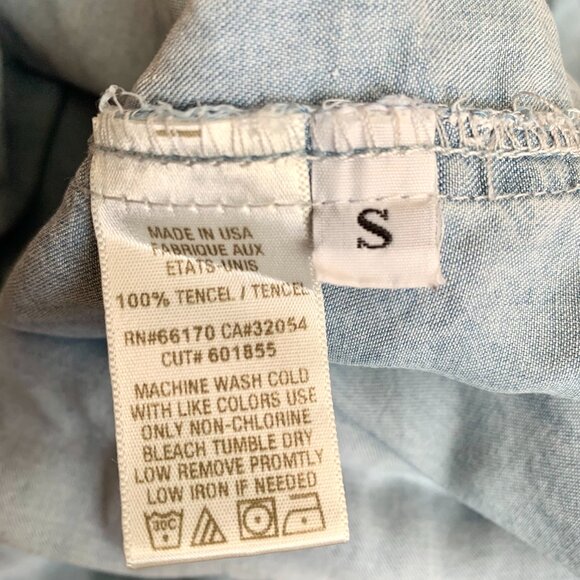 MADE IN USA
FABRIQUE AUX
ETATS-UNIS
100% TENCEL / TENCEL
RN#66170 CA#32054
CUT# 601855
MACHINE WASH COLD
WITH LIKE COLORS USE
ONLY NON-CHLORINE
BLEACH TUMBLE DRY
LOW REMOVE PROMTLY
LOW IRON IF NEEDED
30C
S